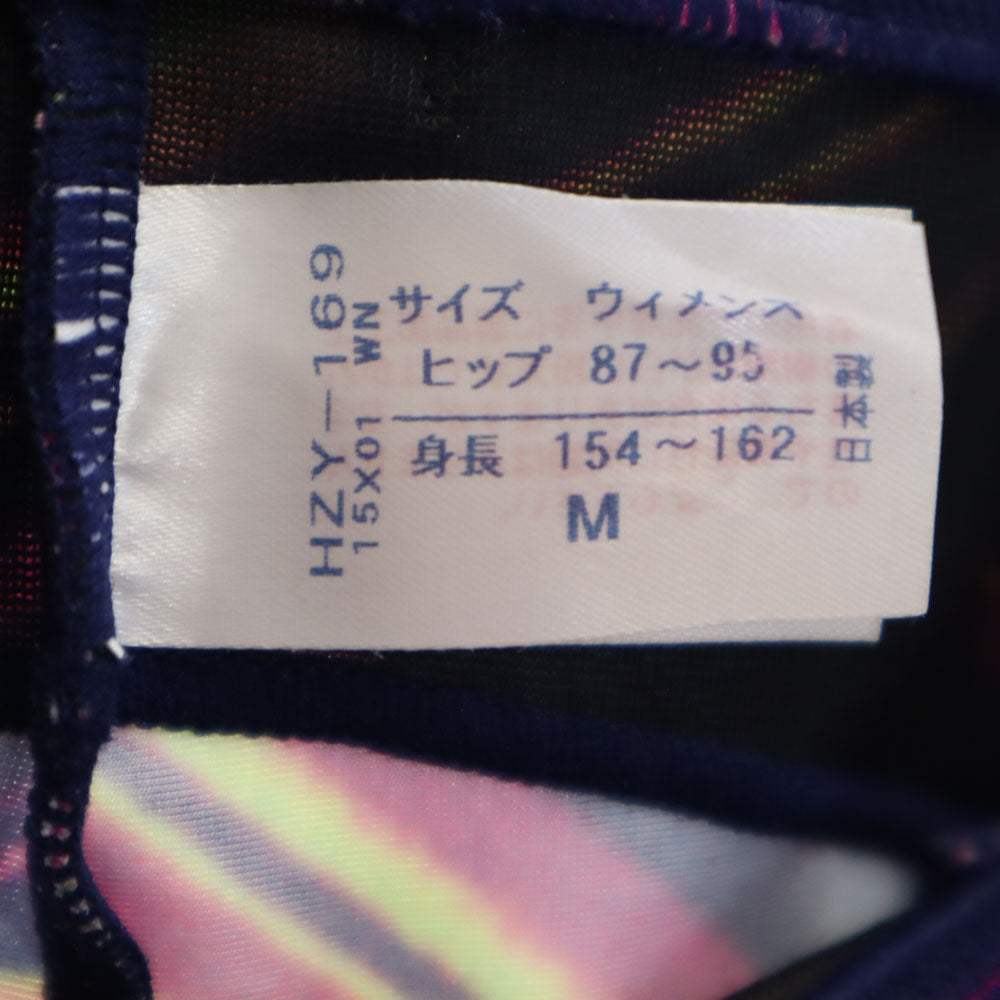 サイズ ウィメンズ
ヒップ 87～95
身長 154～162
M
HZY－169
15X01 WN
日本製